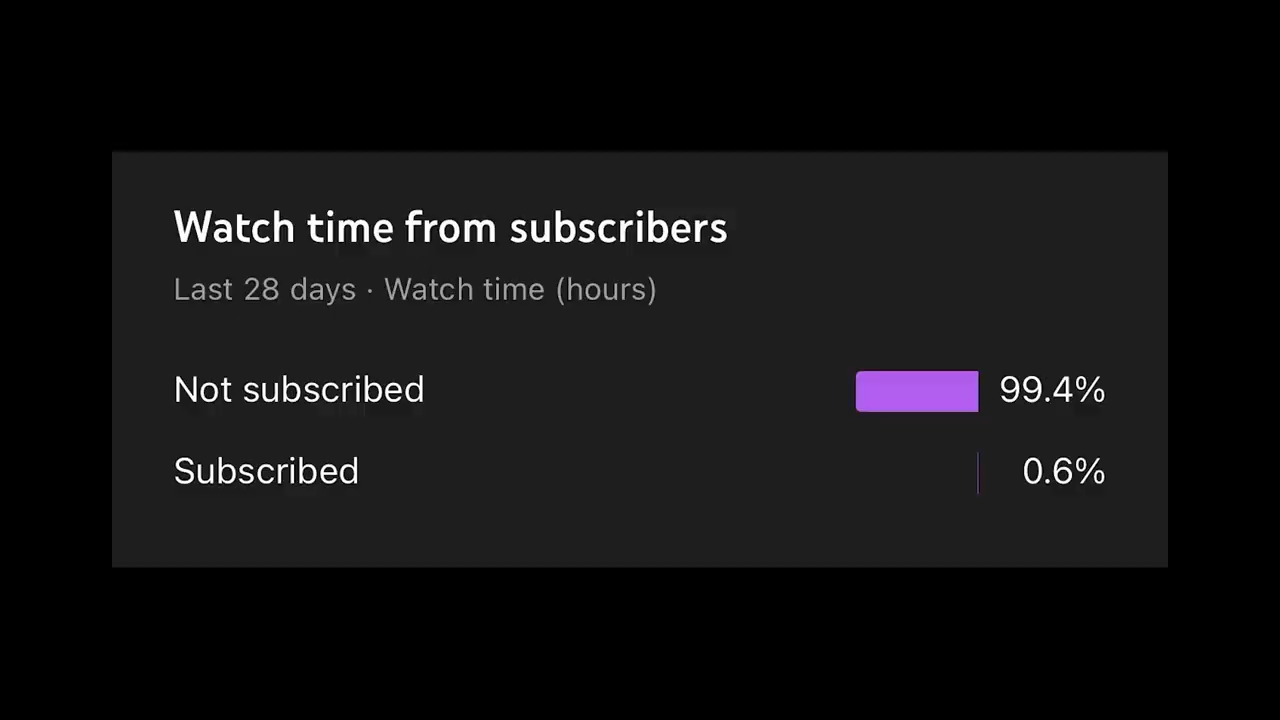 Watch time from subscribers
Last 28 days · Watch time (hours)
Not subscribed 99.4%
Subscribed 0.6%